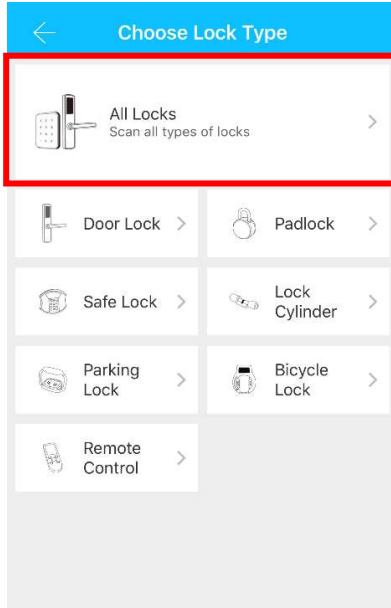 Choose Lock Type
All Locks
Scan all types of locks
Door Lock
Padlock
Safe Lock
Lock
Cylinder
Parking
Lock
Bicycle
Lock
Remote
Control